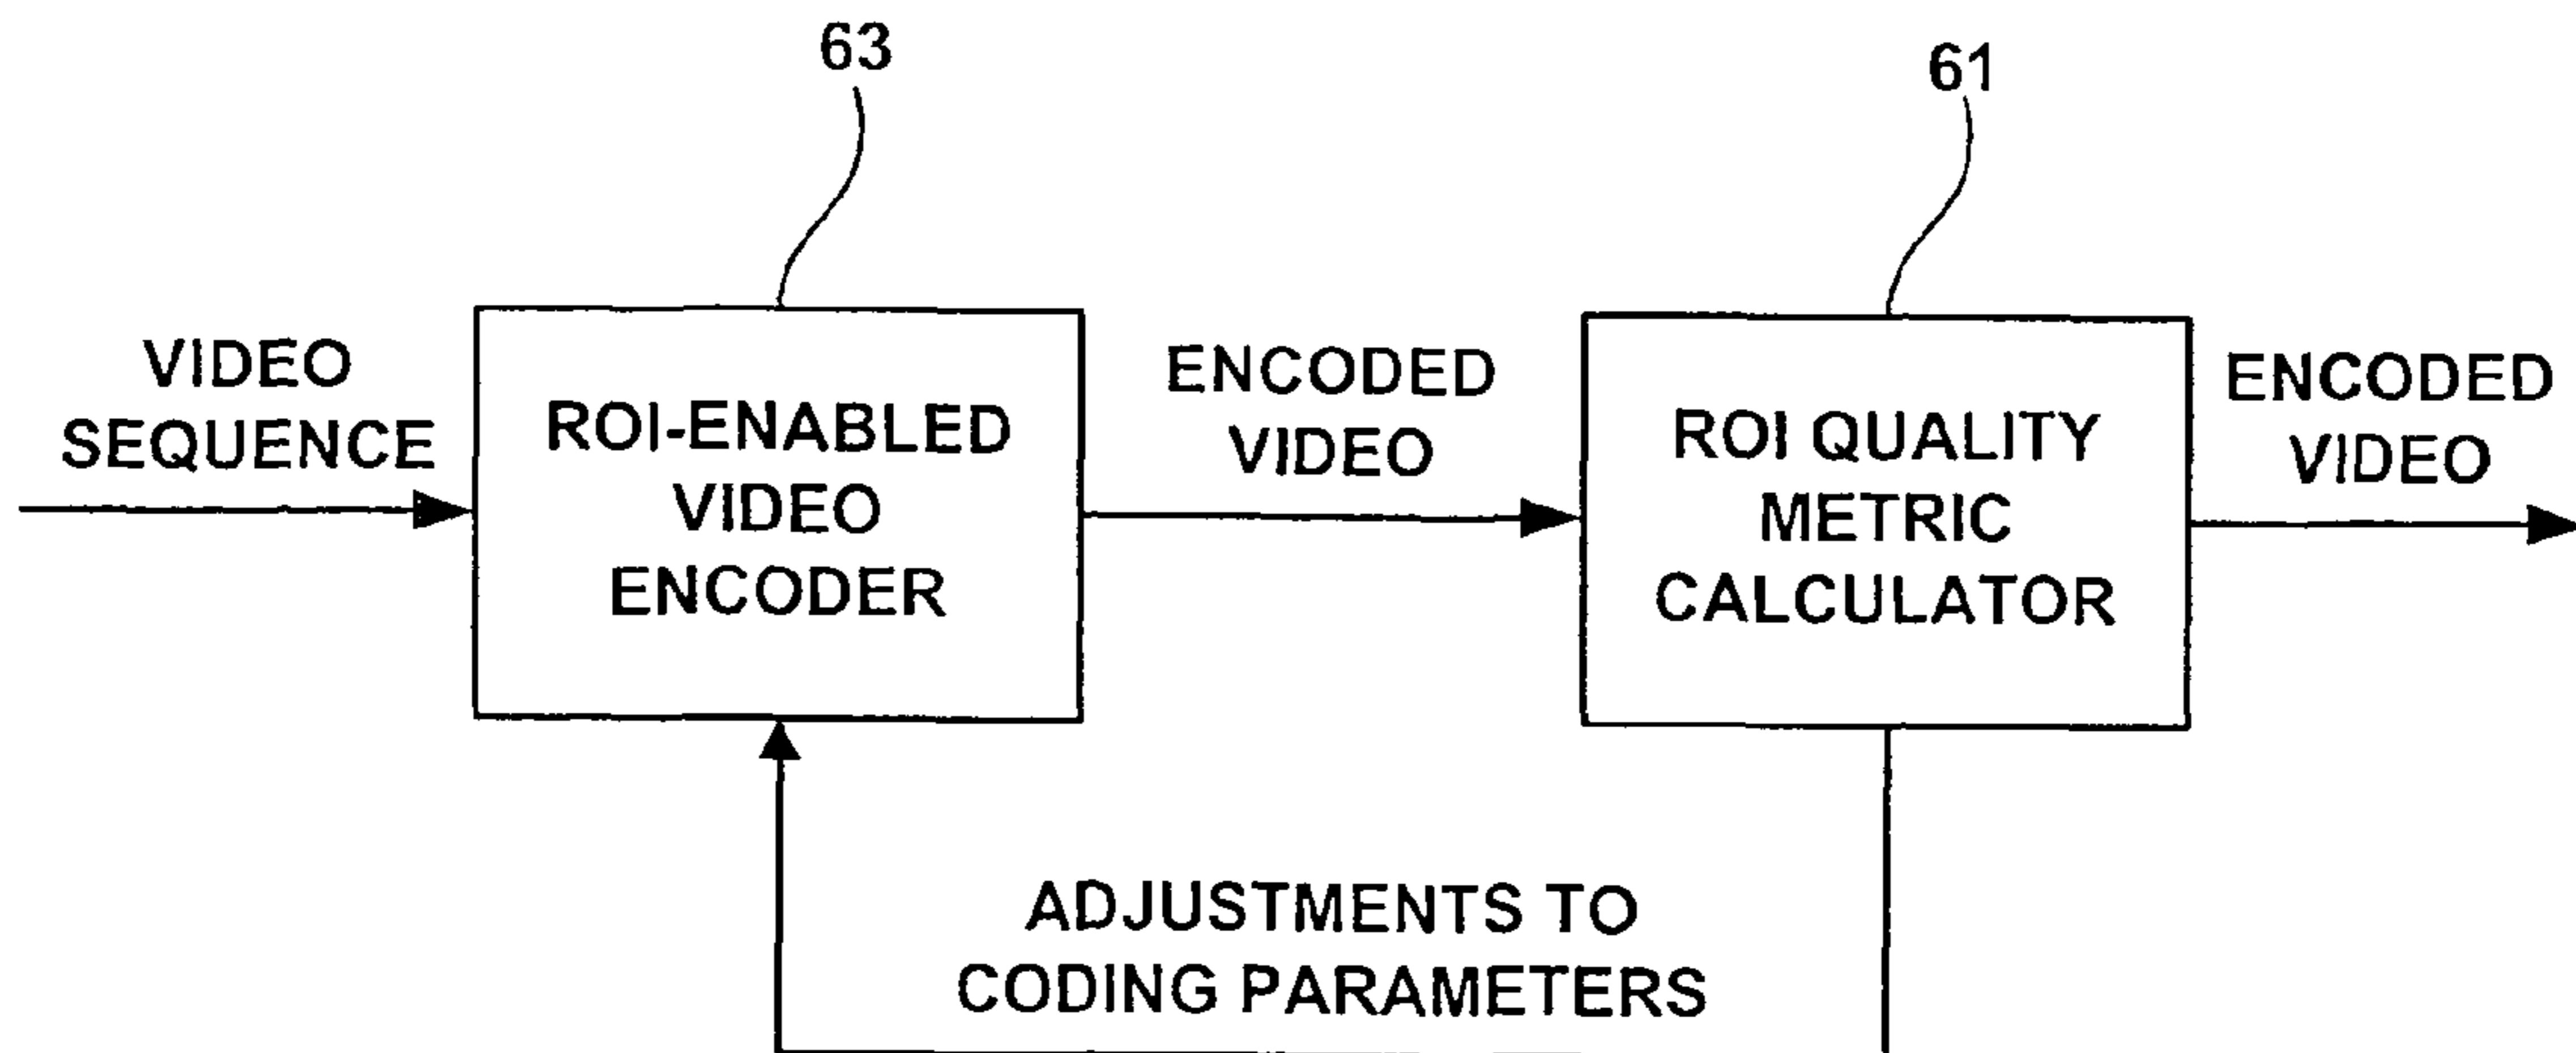 63
61
VIDEO
SEQUENCE
ROI-ENABLED
VIDEO
ENCODER
ENCODED
VIDEO
ROI QUALITY
METRIC
CALCULATOR
ENCODED
VIDEO
ADJUSTMENTS TO
CODING PARAMETERS